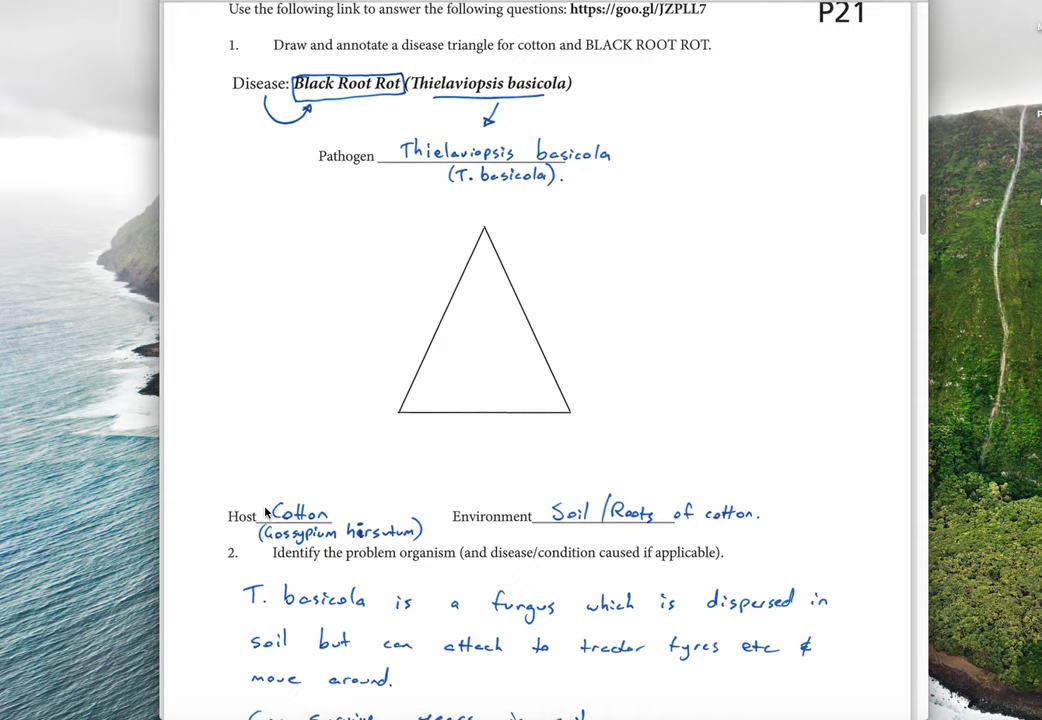 Use the following link to answer the following questions: https://goo.gl/JZPLL7
P21
1. Draw and annotate a disease triangle for cotton and BLACK ROOT ROT.
Disease: Black Root Rot (Thielaviopsis basicola)
Pathogen Thielaviopsis basicola
(T. basicola).
Host Cotton Environment Soil / Roots of cotton.
(Gossypium hirsutum)
2. Identify the problem organism (and disease/condition caused if applicable).
T. basicola is a fungus which is dispersed in
soil but can attach to tractor tyres etc &
move around.